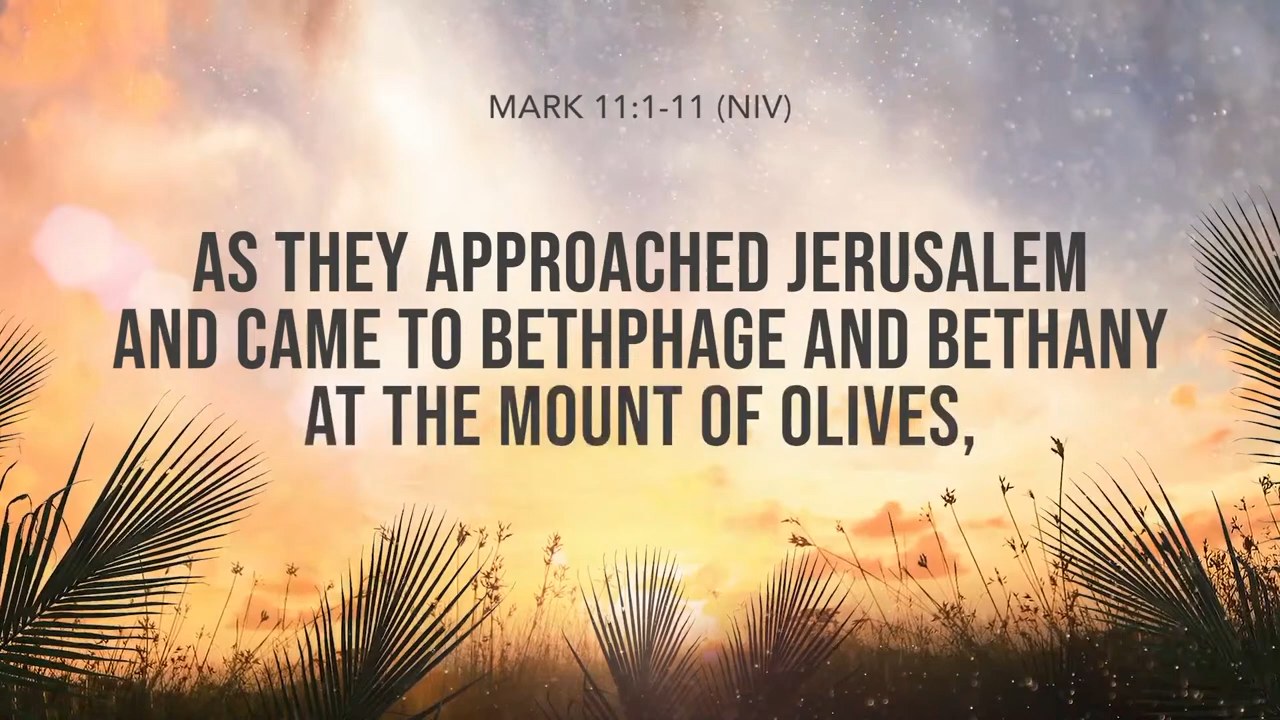 MARK 11:1-11 (NIV)
AS THEY APPROACHED JERUSALEM
AND CAME TO BETHPHAGE AND BETHANY
AT THE MOUNT OF OLIVES,